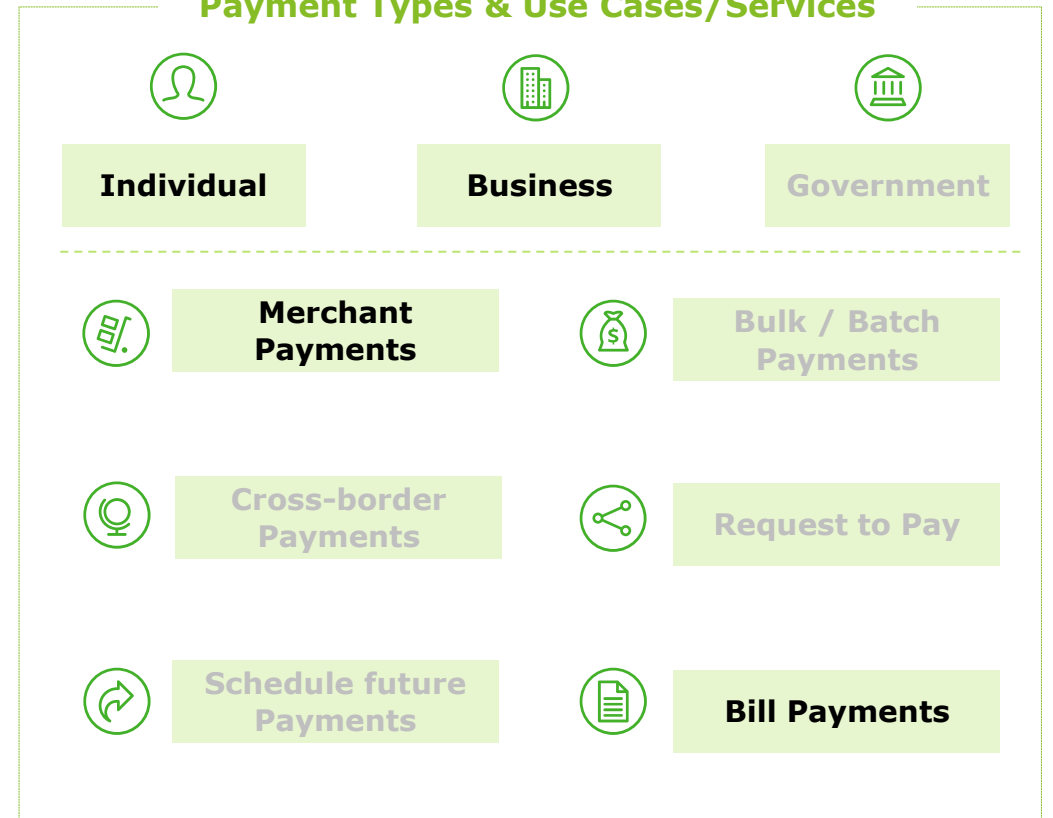 Payment Types & Use Cases/Services
Individual
Business
Government
Merchant
Payments
Bulk / Batch
Payments
Cross-border
Payments
Request to Pay
Schedule future
Payments
Bill Payments